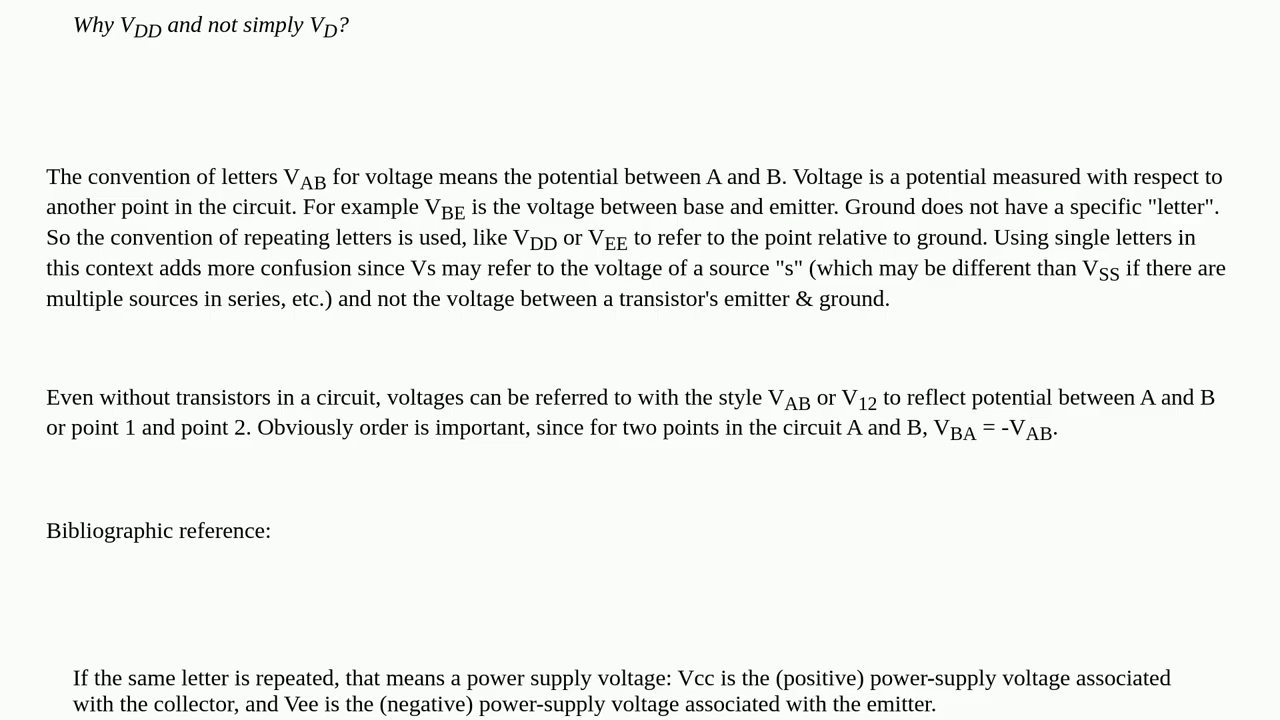 Why VDD and not simply VD?
The convention of letters VAB for voltage means the potential between A and B. Voltage is a potential measured with respect to
another point in the circuit. For example VBE is the voltage between base and emitter. Ground does not have a specific "letter".
So the convention of repeating letters is used, like VDD or VEE to refer to the point relative to ground. Using single letters in
this context adds more confusion since Vs may refer to the voltage of a source "s" (which may be different than VSS if there are
multiple sources in series, etc.) and not the voltage between a transistor's emitter & ground.
Even without transistors in a circuit, voltages can be referred to with the style VAB or V12 to reflect potential between A and B
or point 1 and point 2. Obviously order is important, since for two points in the circuit A and B, VBA = -VAB.
Bibliographic reference:
If the same letter is repeated, that means a power supply voltage: Vcc is the (positive) power-supply voltage associated
with the collector, and Vee is the (negative) power-supply voltage associated with the emitter.